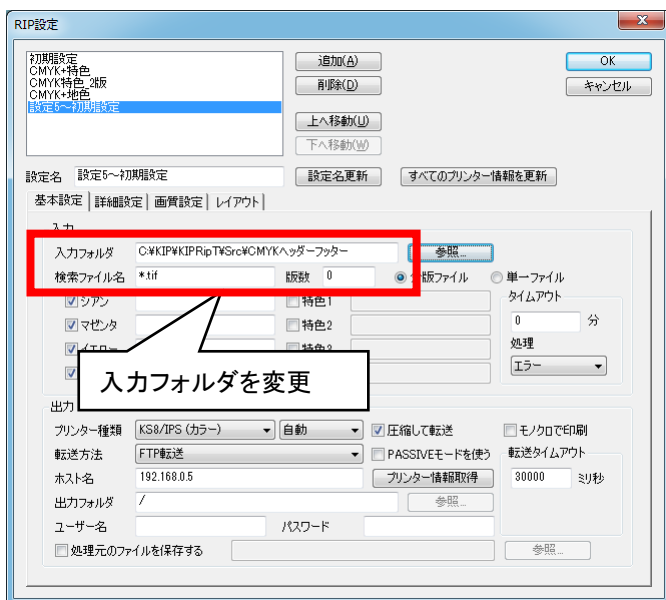 RIP設定
初期設定
CMYK+特色
CMYK特色_2版
CMYK+地色
設定5～初期設定
追加(A)
削除(D)
上へ移動(U)
下へ移動(W)
OK
キャンセル
設定名 設定5～初期設定 設定名更新 すべてのプリンター情報を更新
基本設定 詳細設定 画質設定 レイアウト
入力
入力フォルダ C:¥KIP¥KIPRipT¥Src¥CMYKヘッダーフッター 参照...
検索ファイル名 *.tif 版数 0 分版ファイル 単一ファイル
シアン 特色1 タイムアウト
マゼンタ 特色2 0 分
イエロー 特色3 処理
エラー
入力フォルダを変更
出力
プリンター種類 KS8/IPS (カラー) 自動 圧縮して転送 モノクロで印刷
転送方法 FTP転送 PASSIVEモードを使う 転送タイムアウト
ホスト名 192.168.0.5 プリンター情報取得 30000 ミリ秒
出力フォルダ / 参照...
ユーザー名 パスワード
処理元のファイルを保存する 参照...